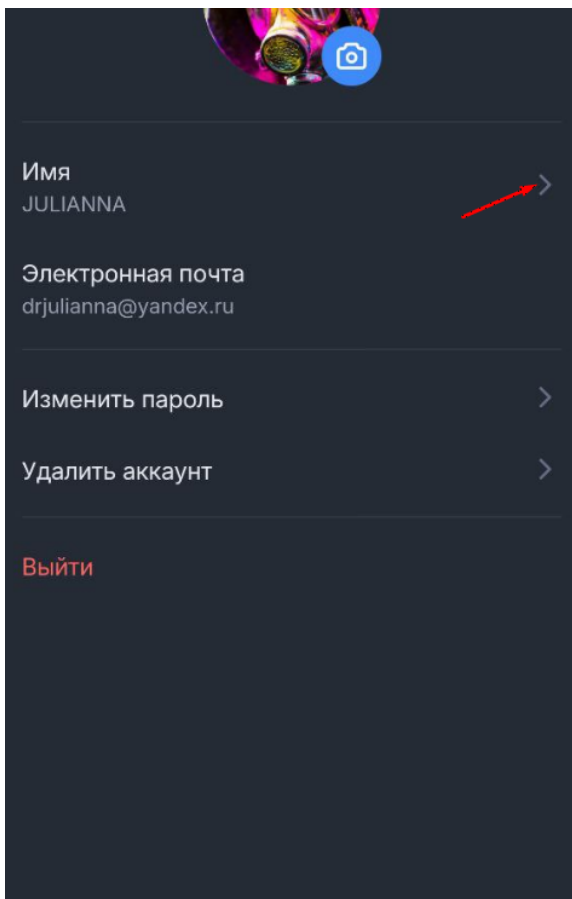 Имя
JULIANNA
Электронная почта
drjulianna@yandex.ru
Изменить пароль
Удалить аккаунт
Выйти